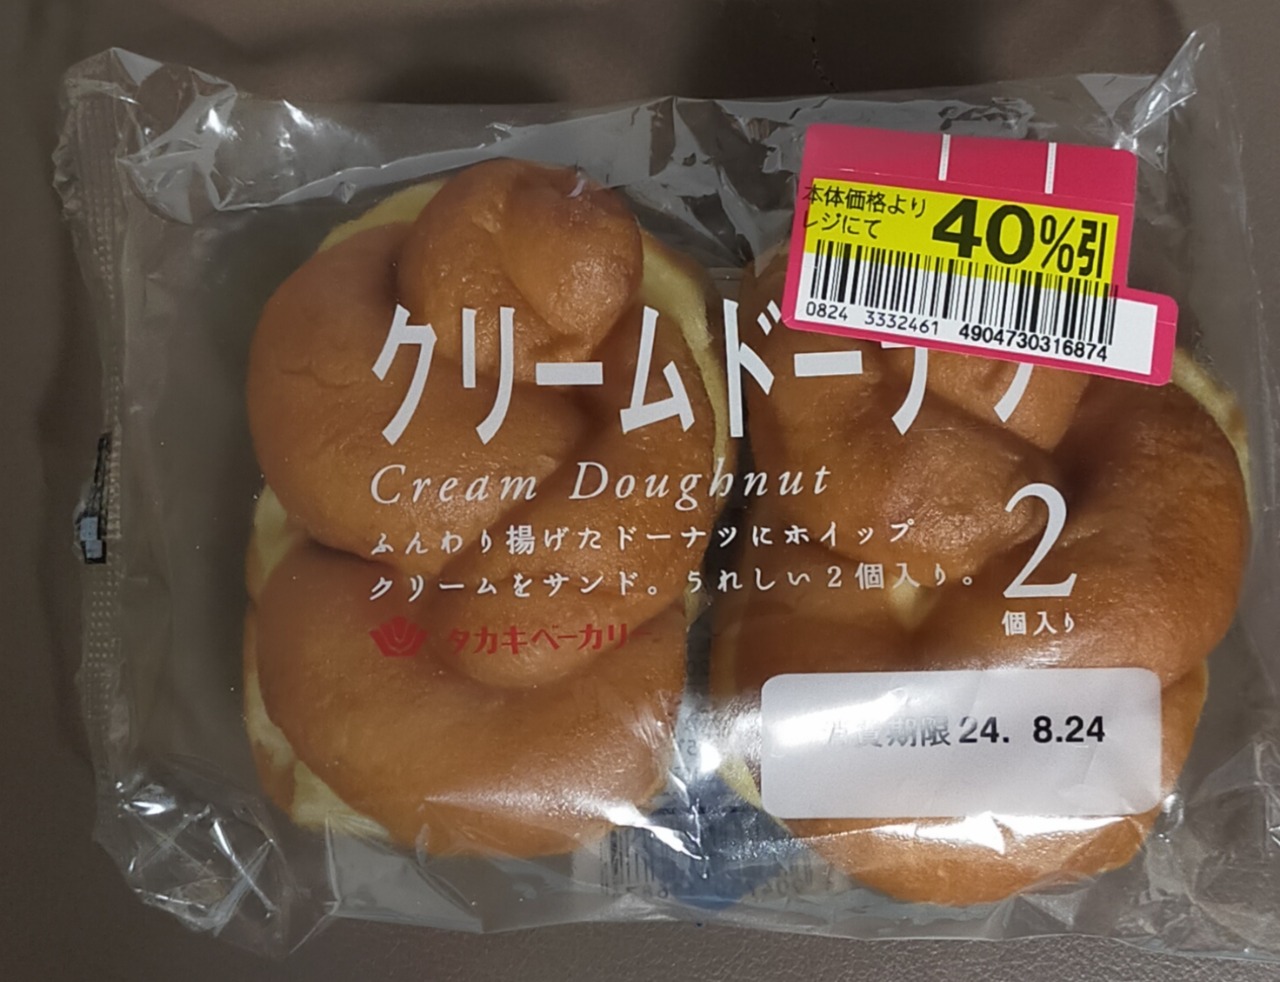 本体価格より
レジにて
40%引
0824 3332461 4904730316874
クリームドーナツ
Cream Doughnut
ふんわり揚げたドーナツにホイップ
クリームをサンド。うれしい2個入り。
2
個入り
タカキベーカリー
消費期限 24. 8.24